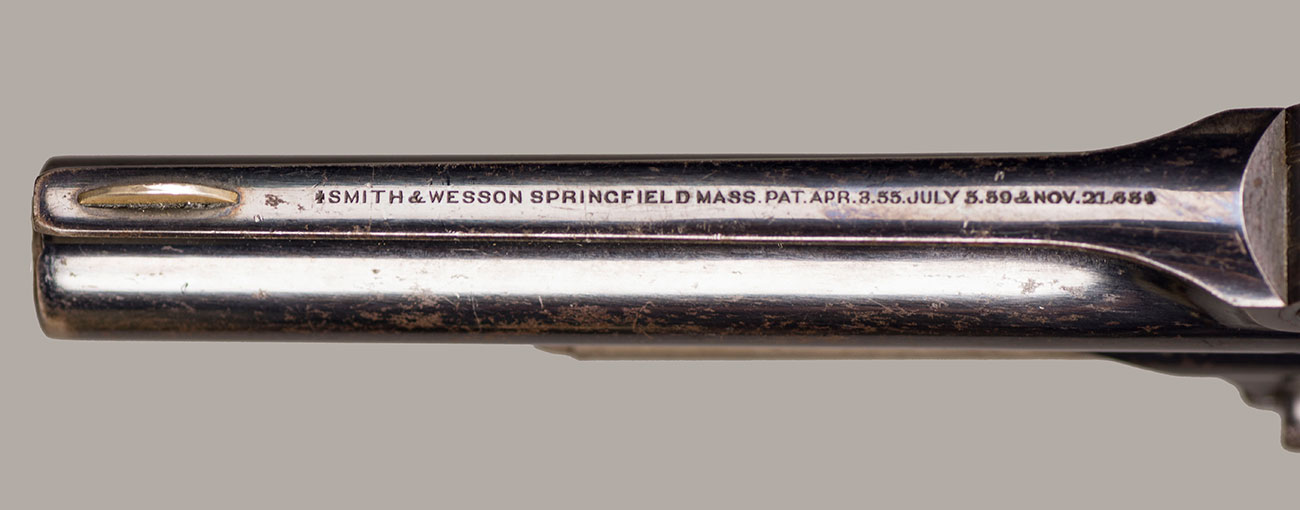 SMITH & WESSON SPRINGFIELD MASS. PAT. APR. 3.55. JULY 5.59 & NOV. 21.65